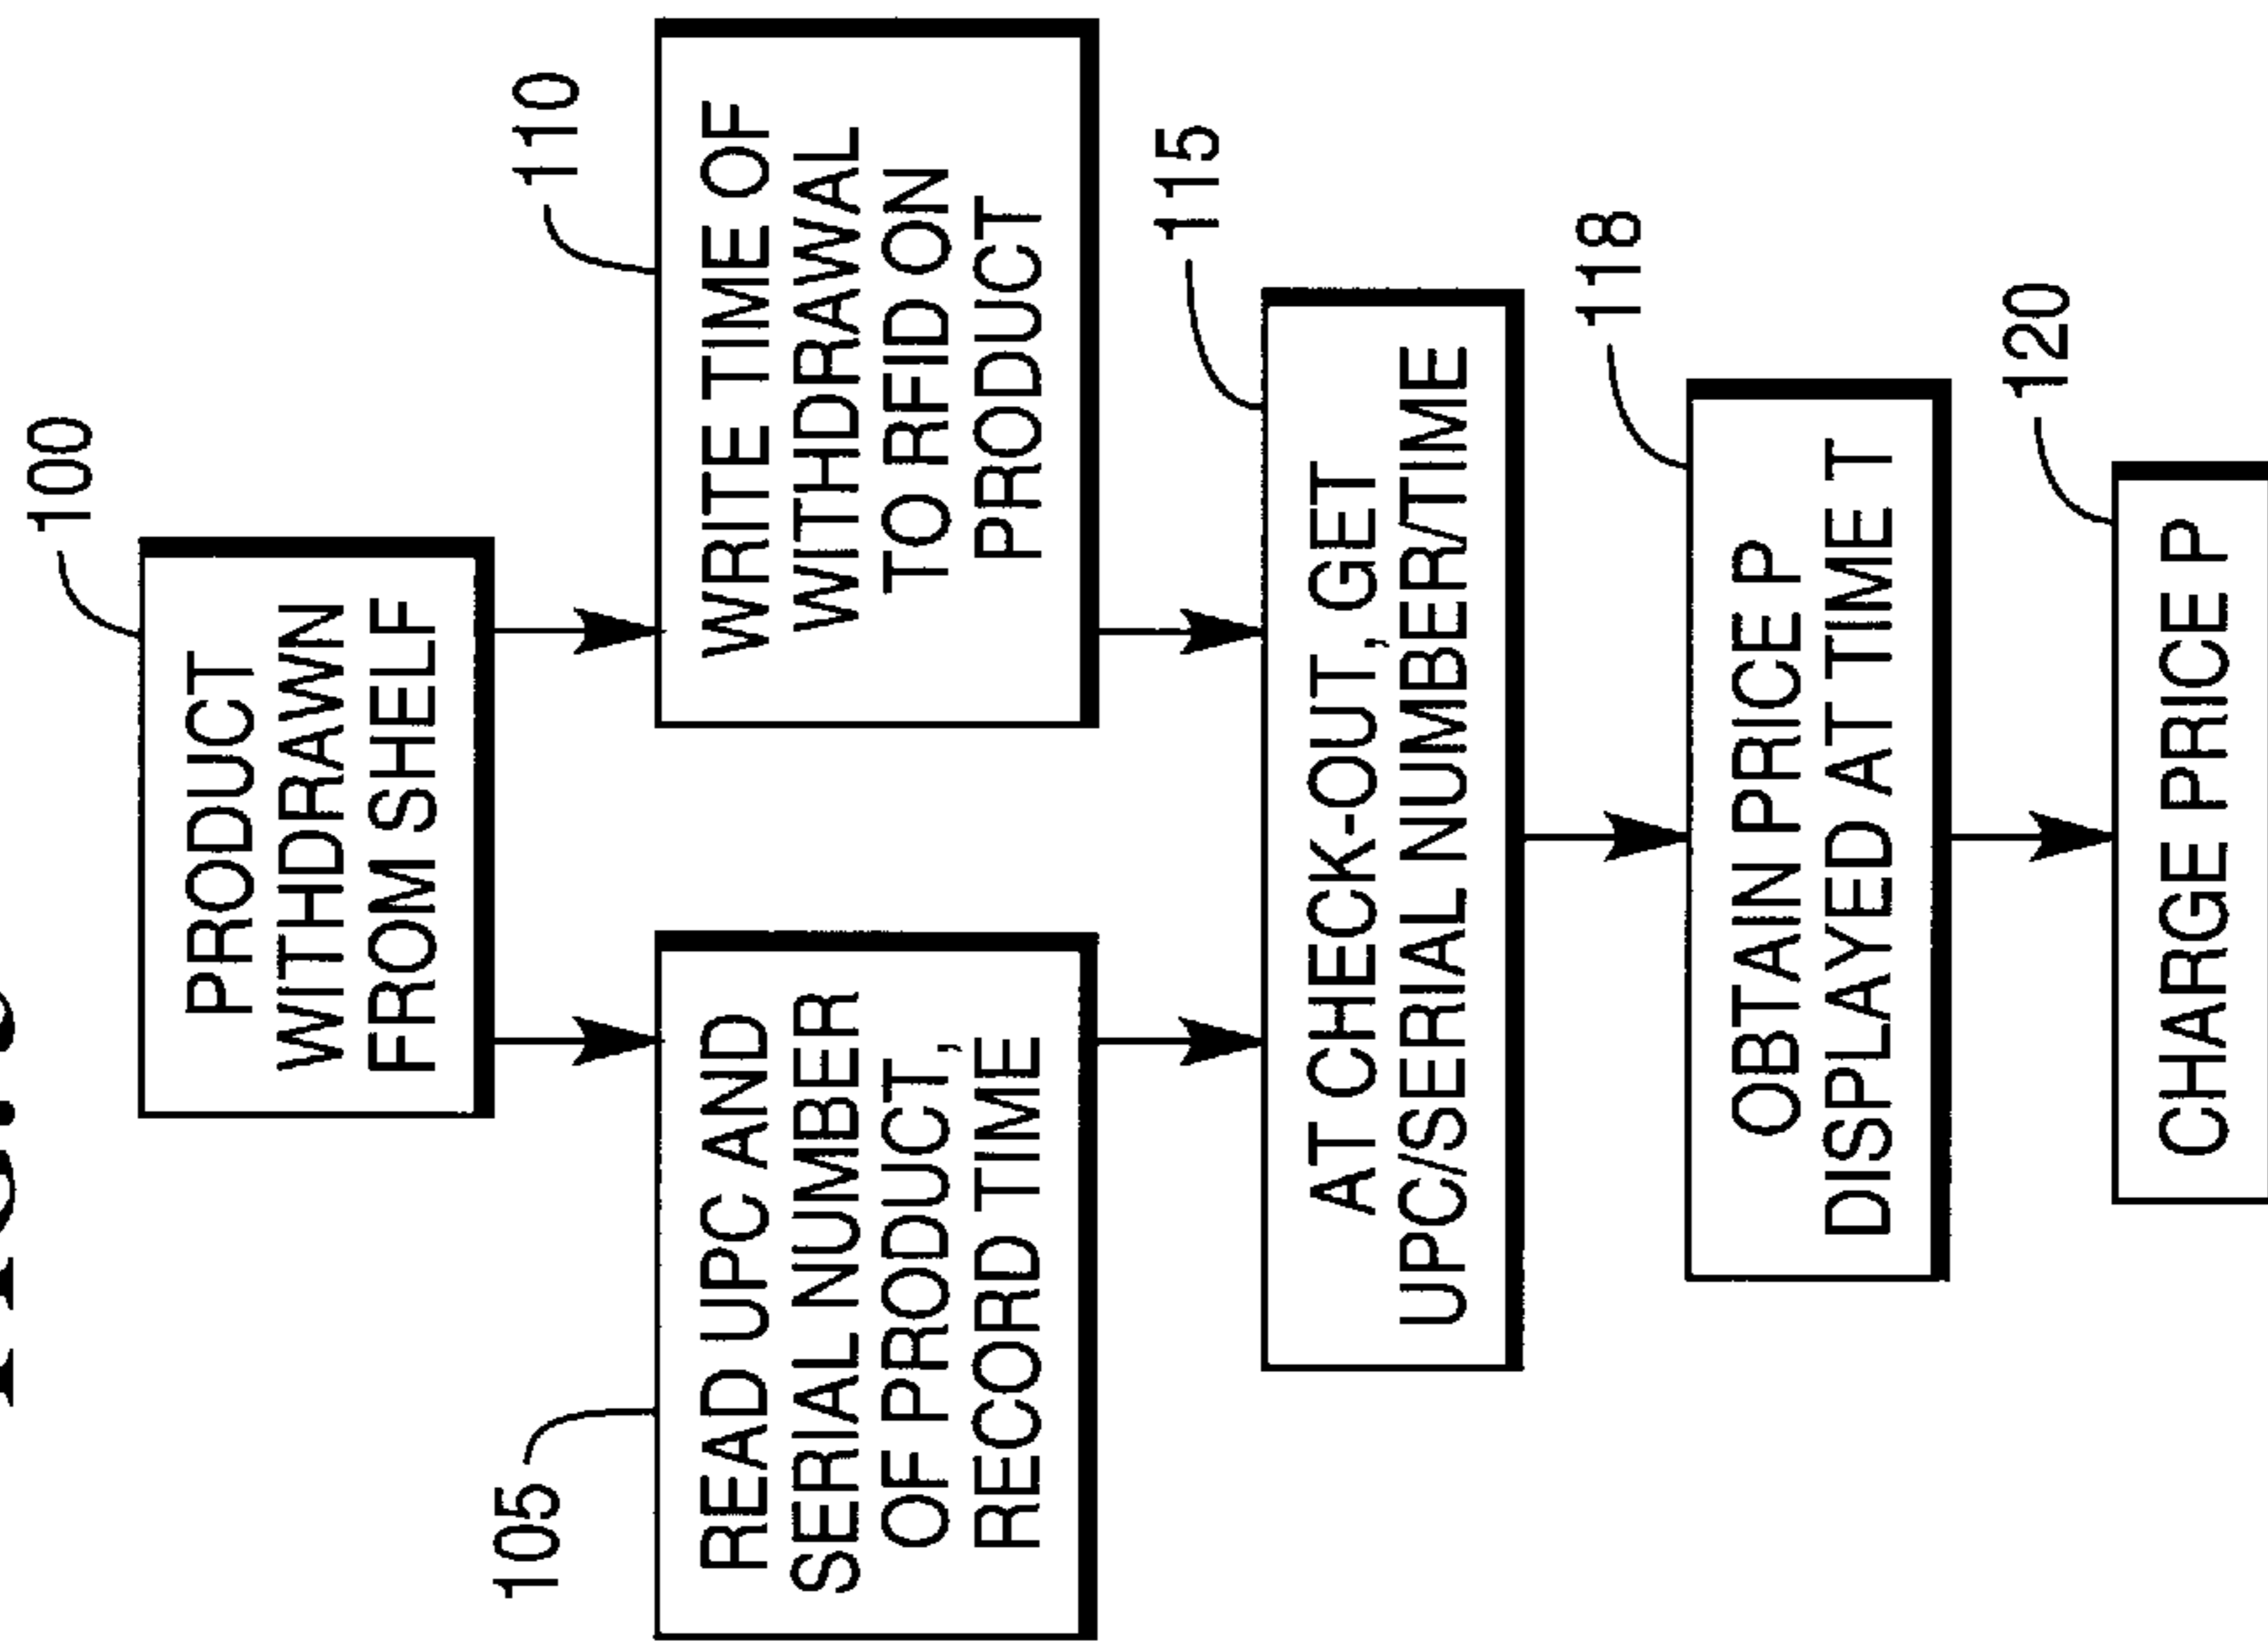 100
PRODUCT
WITHDRAWN
FROM SHELF
105
READ UPC AND
SERIAL NUMBER
OF PRODUCT,
RECORD TIME
110
WRITE TIME OF
WITHDRAWAL
TO RFID ON
PRODUCT
115
AT CHECK-OUT, GET
UPC/SERIAL NUMBER/TIME
118
OBTAIN PRICE P
DISPLAYED AT TIME T
120
CHARGE PRICE P